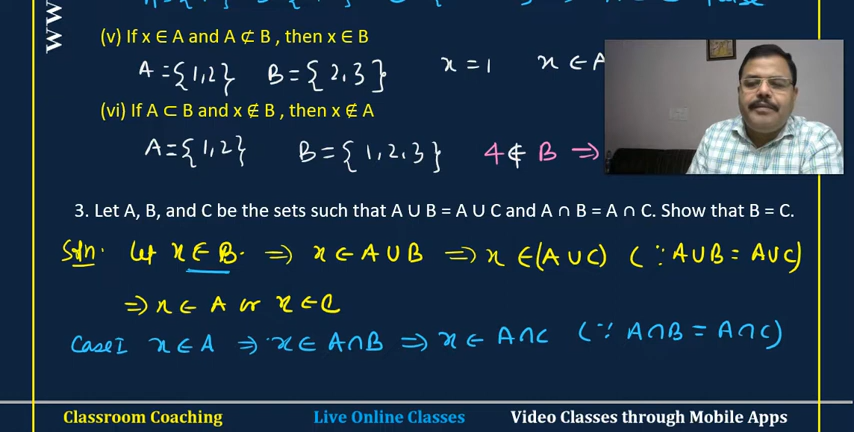 WWW
(v) If x ∈ A and A ⊄ B , then x ∈ B
A = {1,2} B = {2,3} x = 1 x ∈ A
(vi) If A ⊂ B and x ∉ B , then x ∉ A
A = {1,2} B = {1,2,3} 4 ∉ B ⇒
3. Let A, B, and C be the sets such that A ∪ B = A ∪ C and A ∩ B = A ∩ C. Show that B = C.
Soln. Let x ∈ B. ⇒ x ∈ A ∪ B ⇒ x ∈ (A ∪ C) (∵ A∪B = A∪C)
⇒ x ∈ A or x ∈ C
Case I x ∈ A ⇒ x ∈ A∩B ⇒ x ∈ A∩C (∵ A∩B = A∩C)
Classroom Coaching Live Online Classes Video Classes through Mobile Apps